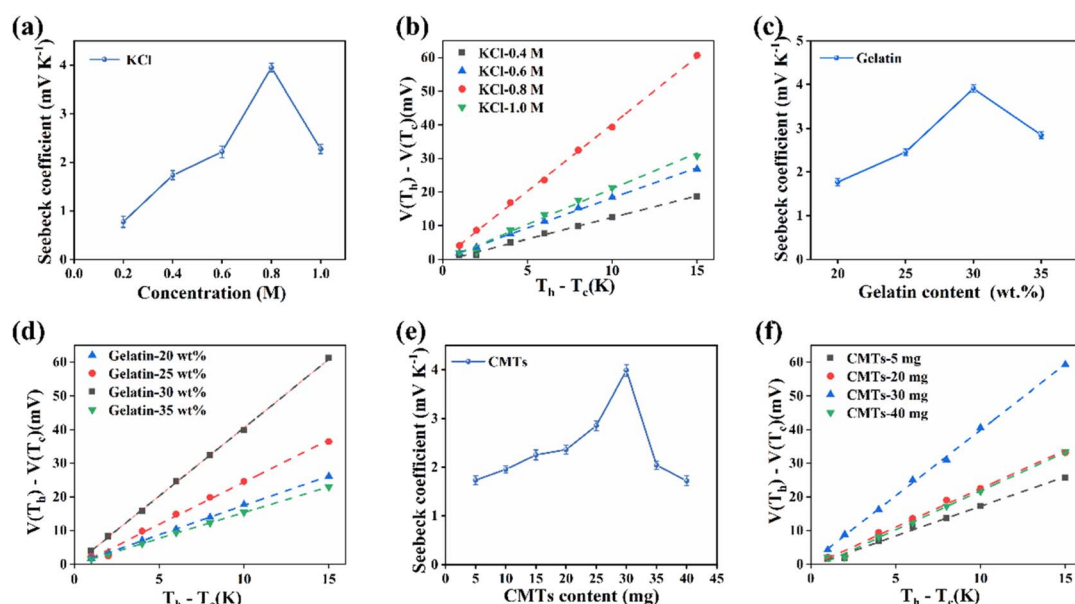 (a)
KCl
Seebeck coefficient (mV K⁻¹)
4
3
2
1
0
0.0 0.2 0.4 0.6 0.8 1.0
Concentration (M)
(b)
KCl-0.4 M
KCl-0.6 M
KCl-0.8 M
KCl-1.0 M
V(Tₕ) - V(T꜀)(mV)
60
50
40
30
20
10
0
0 5 10 15
Tₕ - T꜀(K)
(c)
Gelatin
Seebeck coefficient (mV K⁻¹)
5
4
3
2
1
0
20 25 30 35
Gelatin content (wt.%)
(d)
Gelatin-20 wt%
Gelatin-25 wt%
Gelatin-30 wt%
Gelatin-35 wt%
V(Tₕ) - V(T꜀)(mV)
60
50
40
30
20
10
0
0 5 10 15
Tₕ - T꜀(K)
(e)
CMTs
Seebeck coefficient (mV K⁻¹)
4
3
2
1
0
0 5 10 15 20 25 30 35 40 45
CMTs content (mg)
(f)
CMTs-5 mg
CMTs-20 mg
CMTs-30 mg
CMTs-40 mg
V(Tₕ) - V(T꜀)(mV)
60
50
40
30
20
10
0
0 5 10 15
Tₕ - T꜀(K)